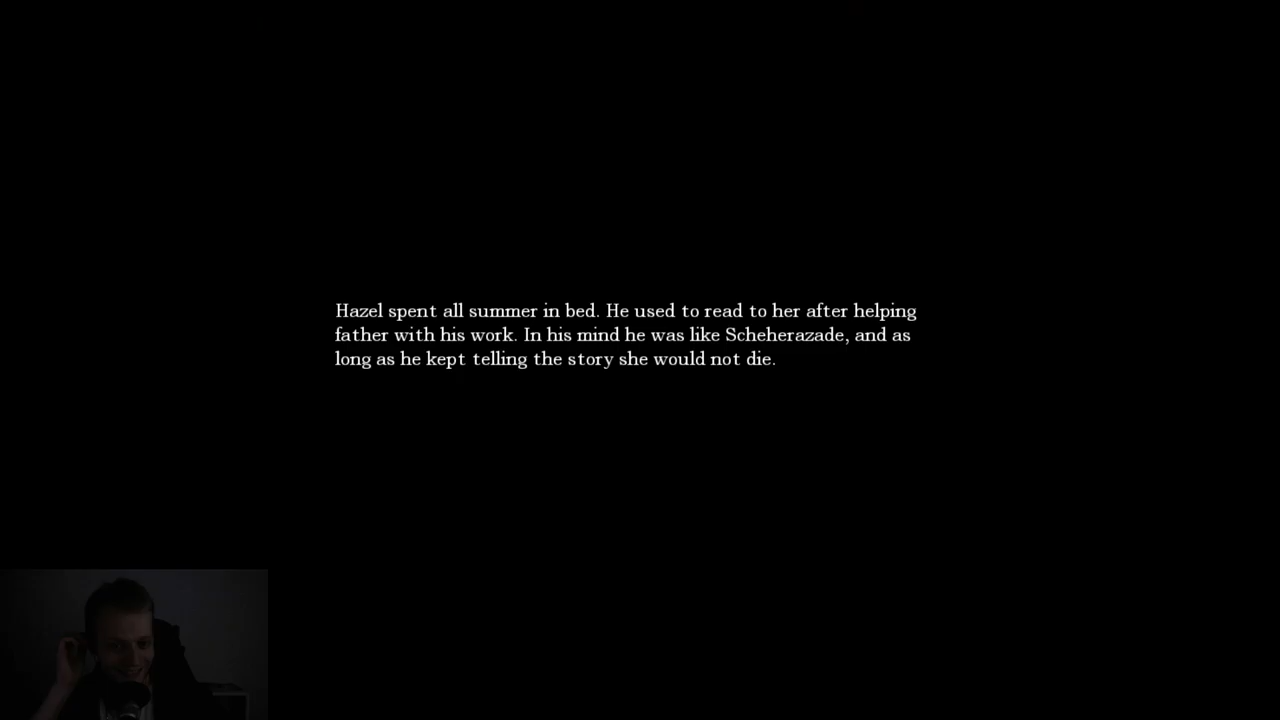 Hazel spent all summer in bed. He used to read to her after helping
father with his work. In his mind he was like Scheherazade, and as
long as he kept telling the story she would not die.